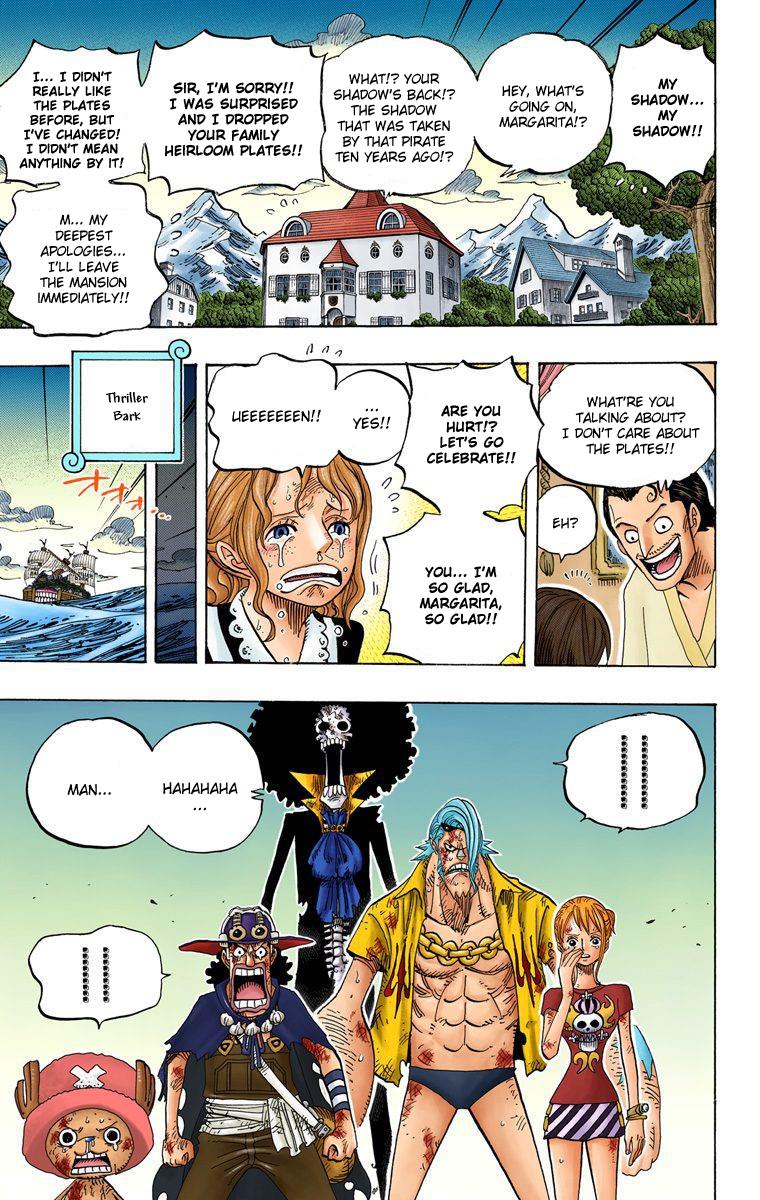 MY
SHADOW...
MY
SHADOW!!
HEY, WHAT'S
GOING ON,
MARGARITA!?
WHAT!? YOUR
SHADOW'S BACK!?
THE SHADOW
THAT WAS TAKEN
BY THAT PIRATE
TEN YEARS AGO!?
SIR, I'M SORRY!!
I WAS SURPRISED
AND I DROPPED
YOUR FAMILY
HEIRLOOM PLATES!!
I... I DIDN'T
REALLY LIKE
THE PLATES
BEFORE, BUT
I'VE CHANGED!
I DIDN'T MEAN
ANYTHING BY IT!
M... MY
DEEPEST
APOLOGIES...
I'LL LEAVE
THE MANSION
IMMEDIATELY!!
WHAT'RE YOU
TALKING ABOUT?
I DON'T CARE ABOUT
THE PLATES!!
EH?
ARE YOU
HURT!?
LET'S GO
CELEBRATE!!
YOU... I'M
SO GLAD,
MARGARITA,
SO GLAD!!
...
YES!!
UEEEEEEEN!!
Thriller
Bark
オオオ...
!!
HAHAHAHA
...
MAN...
!!